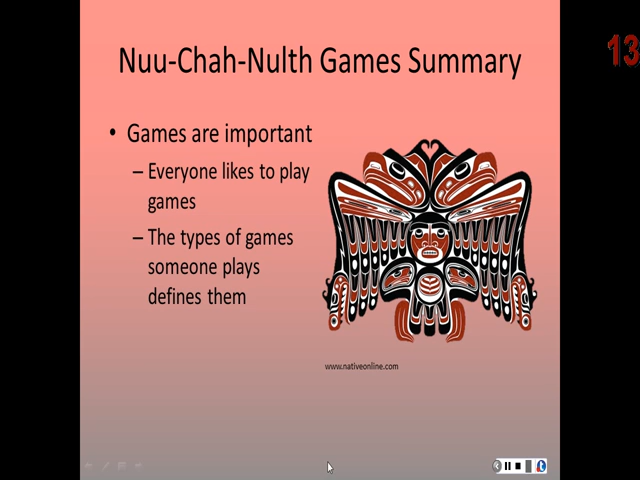 13
Nuu-Chah-Nulth Games Summary
• Games are important
– Everyone likes to play
games
– The types of games
someone plays
defines them
www.nativeonline.com